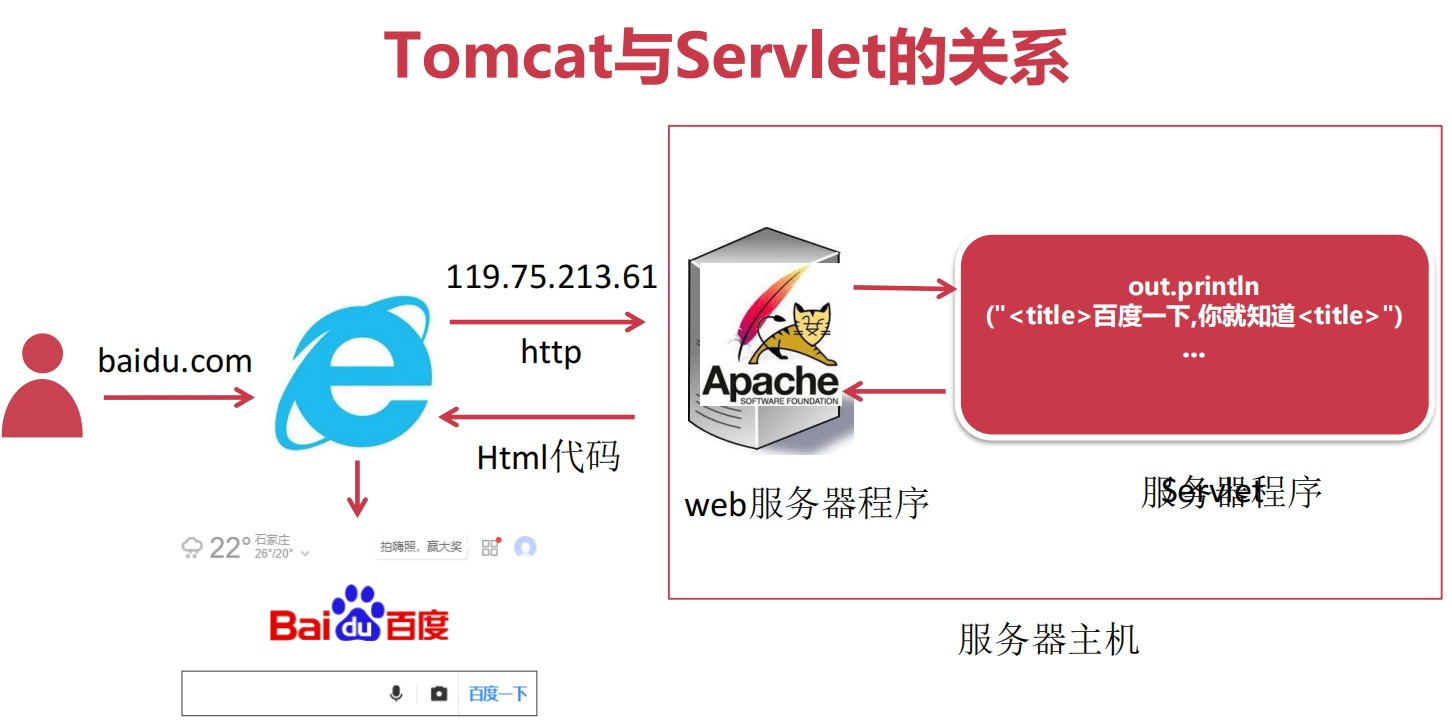 Tomcat与Servlet的关系
119.75.213.61
baidu.com
http
Html代码
Apache
SOFTWARE FOUNDATION
out.println
("<title>百度一下,你就知道<title>")
...
web服务器程序
服务器程序
Servlet
服务器主机
22° 石家庄
26°/20°
拍嗨照，赢大奖
Bai du 百度
百度一下